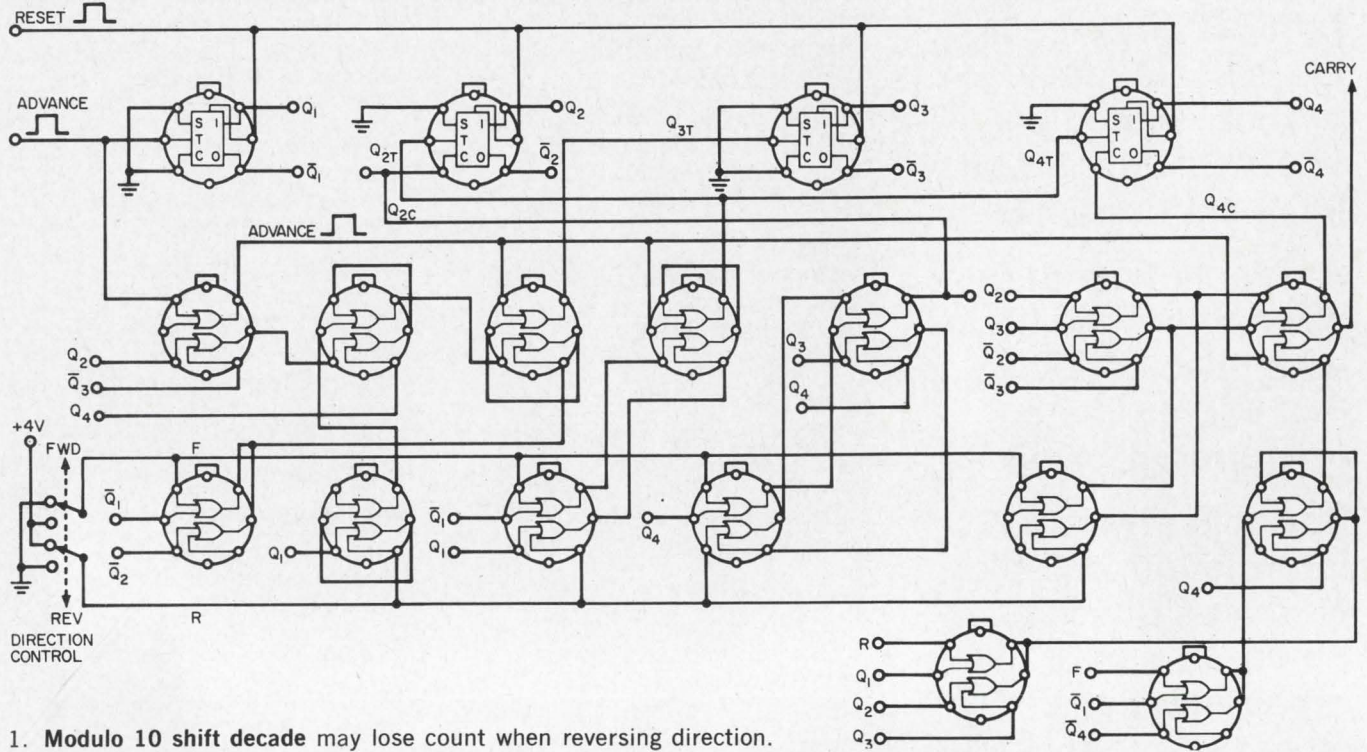 RESET
ADVANCE
CARRY
Q₁
Q̄₁
Q₂
Q̄₂
Q₂T
Q₃T
Q₃
Q̄₃
Q₄T
Q₄
Q̄₄
S I
T
C O
S I
T
C O
S I
T
C O
S I
T
C O
Q₂C
Q₄C
ADVANCE
Q₂
Q̄₃
Q₄
Q₃
Q₄
Q₂
Q₃
Q̄₂
Q̄₃
+4V
FWD
F
Q̄₁
Q̄₂
Q₁
Q̄₁
Q₁
Q₄
Q₄
REV
R
DIRECTION
CONTROL
R
Q₁
Q₂
Q₃
F
Q̄₁
Q̄₄
1. Modulo 10 shift decade may lose count when reversing direction.